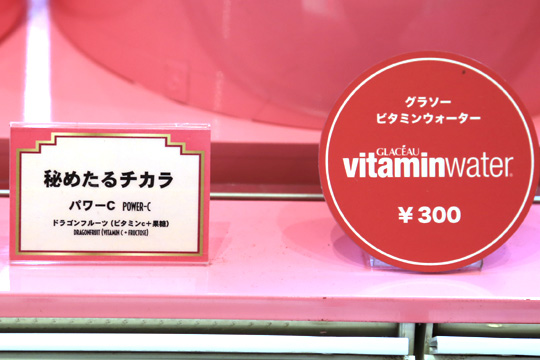 秘めたるチカラ
パワーC POWER-C
ドラゴンフルーツ(ビタミンc+果糖)
DRAGONFRUIT (VITAMIN C + FRUCTOSE)
グラソー
ビタミンウォーター
GLACÉAU
vitaminwater®
¥300